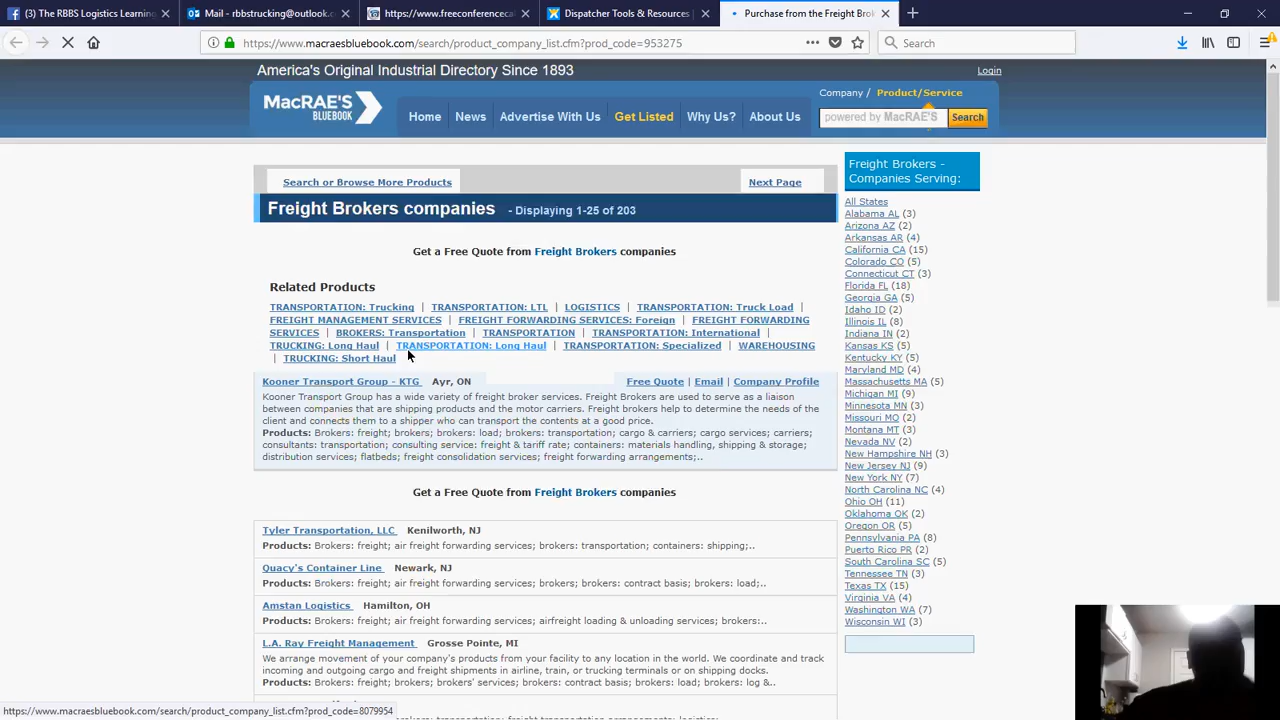 The RBBS Logistics Learning
Mail - rbbstrucking@outlook.c
https://www.freeconferenceca
Dispatcher Tools & Resources
Purchase from the Freight Brok
https://www.macraesbluebook.com/search/product_company_list.cfm?prod_code=953275
Search
America's Original Industrial Directory Since 1893
Login
MacRAE'S
BLUEBOOK
Home
News
Advertise With Us
Get Listed
Why Us?
About Us
Company / Product/Service
powered by MacRAE'S
Search
Search or Browse More Products
Next Page
Freight Brokers companies - Displaying 1-25 of 203
Get a Free Quote from Freight Brokers companies
Related Products
TRANSPORTATION: Trucking | TRANSPORTATION: LTL | LOGISTICS | TRANSPORTATION: Truck Load |
FREIGHT MANAGEMENT SERVICES | FREIGHT FORWARDING SERVICES: Foreign | FREIGHT FORWARDING
SERVICES | BROKERS: Transportation | TRANSPORTATION | TRANSPORTATION: International |
TRUCKING: Long Haul | TRANSPORTATION: Long Haul | TRANSPORTATION: Specialized | WAREHOUSING
| TRUCKING: Short Haul
Kooner Transport Group - KTG Ayr, ON
Free Quote | Email | Company Profile
Kooner Transport Group has a wide variety of freight broker services. Freight Brokers are used to serve as a liaison
between companies that are shipping products and the motor carriers. Freight brokers help to determine the needs of the
client and connects them to a shipper who can transport the contents at a good price.
Products: Brokers: freight; brokers; brokers: load; brokers: transportation; cargo & carriers; cargo services; carriers;
consultants: transportation; consulting service: freight & tariff rate; containers: materials handling, shipping & storage;
distribution services; flatbeds; freight consolidation services; freight forwarding arrangements;..
Get a Free Quote from Freight Brokers companies
Tyler Transportation, LLC Kenilworth, NJ
Products: Brokers: freight; air freight forwarding services; brokers: transportation; containers: shipping;..
Quacy's Container Line Newark, NJ
Products: Brokers: freight; air freight forwarding services; brokers; brokers: contract basis; brokers: load;..
Amstan Logistics Hamilton, OH
Products: Brokers: freight; air freight forwarding services; airfreight loading & unloading services; brokers:..
L.A. Ray Freight Management Grosse Pointe, MI
We arrange movement of your company's products from your facility to any location in the world. We coordinate and track
incoming and outgoing cargo and freight shipments in airline, train, or trucking terminals or on shipping docks.
Products: Brokers: freight; brokers; brokers' services; brokers: contract basis; brokers: load; brokers: log &..
Freight Brokers -
Companies Serving:
All States
Alabama AL (3)
Arizona AZ (2)
Arkansas AR (4)
California CA (15)
Colorado CO (5)
Connecticut CT (3)
Florida FL (18)
Georgia GA (5)
Idaho ID (2)
Illinois IL (8)
Indiana IN (2)
Kansas KS (5)
Kentucky KY (5)
Maryland MD (4)
Massachusetts MA (5)
Michigan MI (9)
Minnesota MN (3)
Missouri MO (2)
Montana MT (3)
Nevada NV (2)
New Hampshire NH (3)
New Jersey NJ (9)
New York NY (7)
North Carolina NC (4)
Ohio OH (11)
Oklahoma OK (2)
Oregon OR (5)
Pennsylvania PA (8)
Puerto Rico PR (2)
South Carolina SC (5)
Tennessee TN (3)
Texas TX (15)
Virginia VA (4)
Washington WA (7)
Wisconsin WI (3)
https://www.macraesbluebook.com/search/product_company_list.cfm?prod_code=8079954